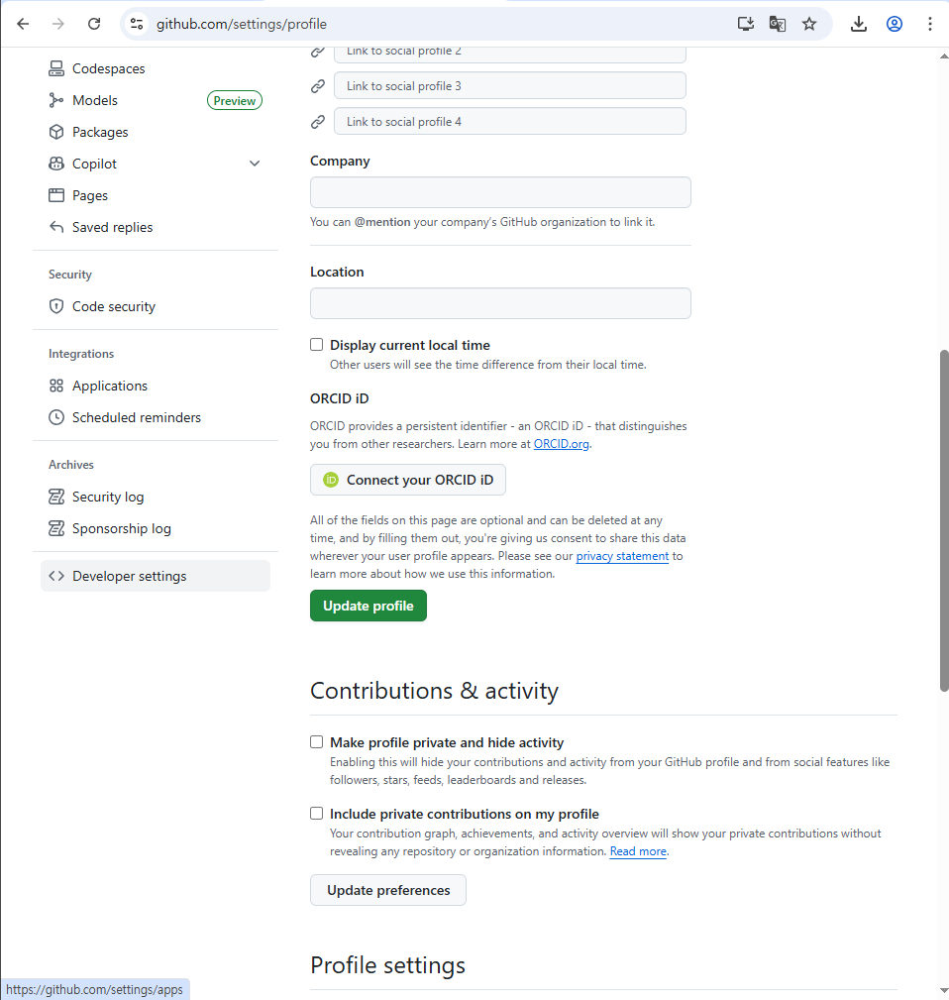 github.com/settings/profile
Codespaces
Models Preview
Packages
Copilot
Pages
Saved replies
Security
Code security
Integrations
Applications
Scheduled reminders
Archives
Security log
Sponsorship log
Developer settings
Link to social profile 2
Link to social profile 3
Link to social profile 4
Company
You can @mention your company's GitHub organization to link it.
Location
Display current local time
Other users will see the time difference from their local time.
ORCID iD
ORCID provides a persistent identifier - an ORCID iD - that distinguishes
you from other researchers. Learn more at ORCID.org.
iD Connect your ORCID iD
All of the fields on this page are optional and can be deleted at any
time, and by filling them out, you're giving us consent to share this data
wherever your user profile appears. Please see our privacy statement to
learn more about how we use this information.
Update profile
Contributions & activity
Make profile private and hide activity
Enabling this will hide your contributions and activity from your GitHub profile and from social features like
followers, stars, feeds, leaderboards and releases.
Include private contributions on my profile
Your contribution graph, achievements, and activity overview will show your private contributions without
revealing any repository or organization information. Read more.
Update preferences
Profile settings
https://github.com/settings/apps